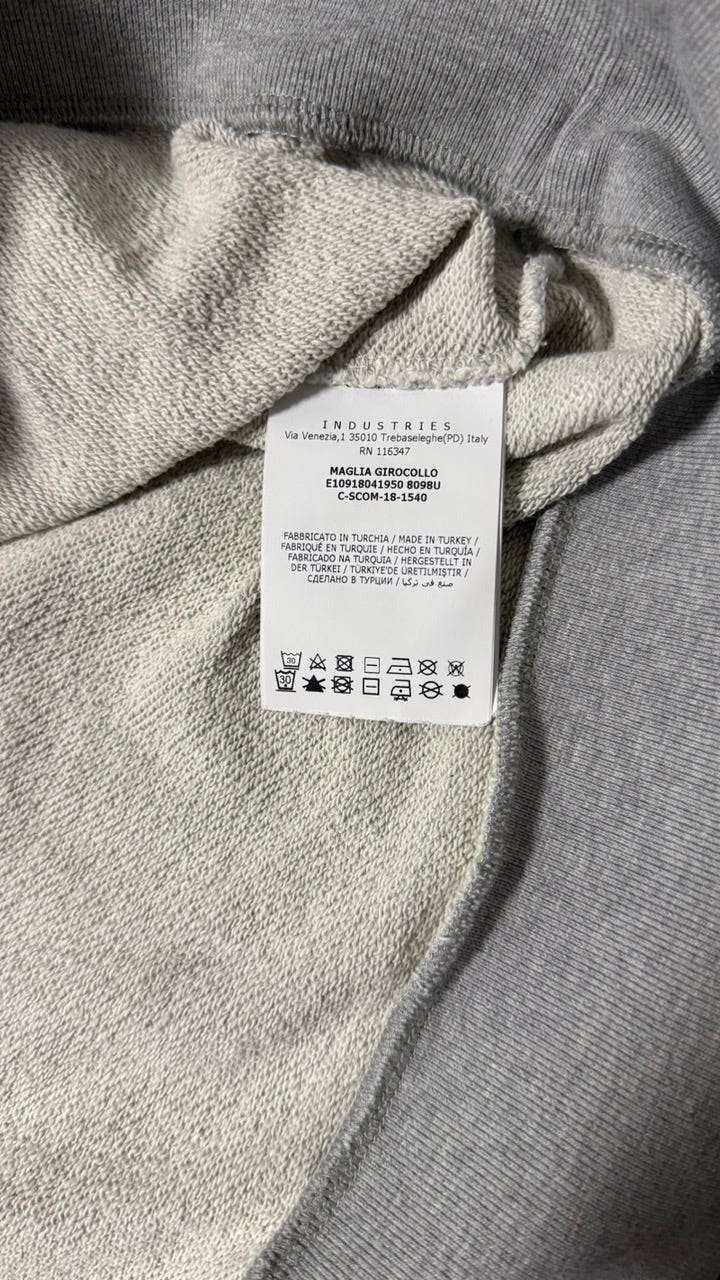 INDUSTRIES
Via Venezia,1 35010 Trebaseleghe(PD) Italy
RN 116347
MAGLIA GIROCOLLO
E10918041950 8098U
C-SCOM-18-1540
FABBRICATO IN TURCHIA / MADE IN TURKEY /
FABRIQUÉ EN TURQUIE / HECHO EN TURQUÍA /
FABRICADO NA TURQUIA / HERGESTELLT IN
DER TÜRKEI / TÜRKIYE'DE ÜRETILMIŞTIR /
СДЕЛАНО В ТУРЦИИ / صنع في تركيا
30
30